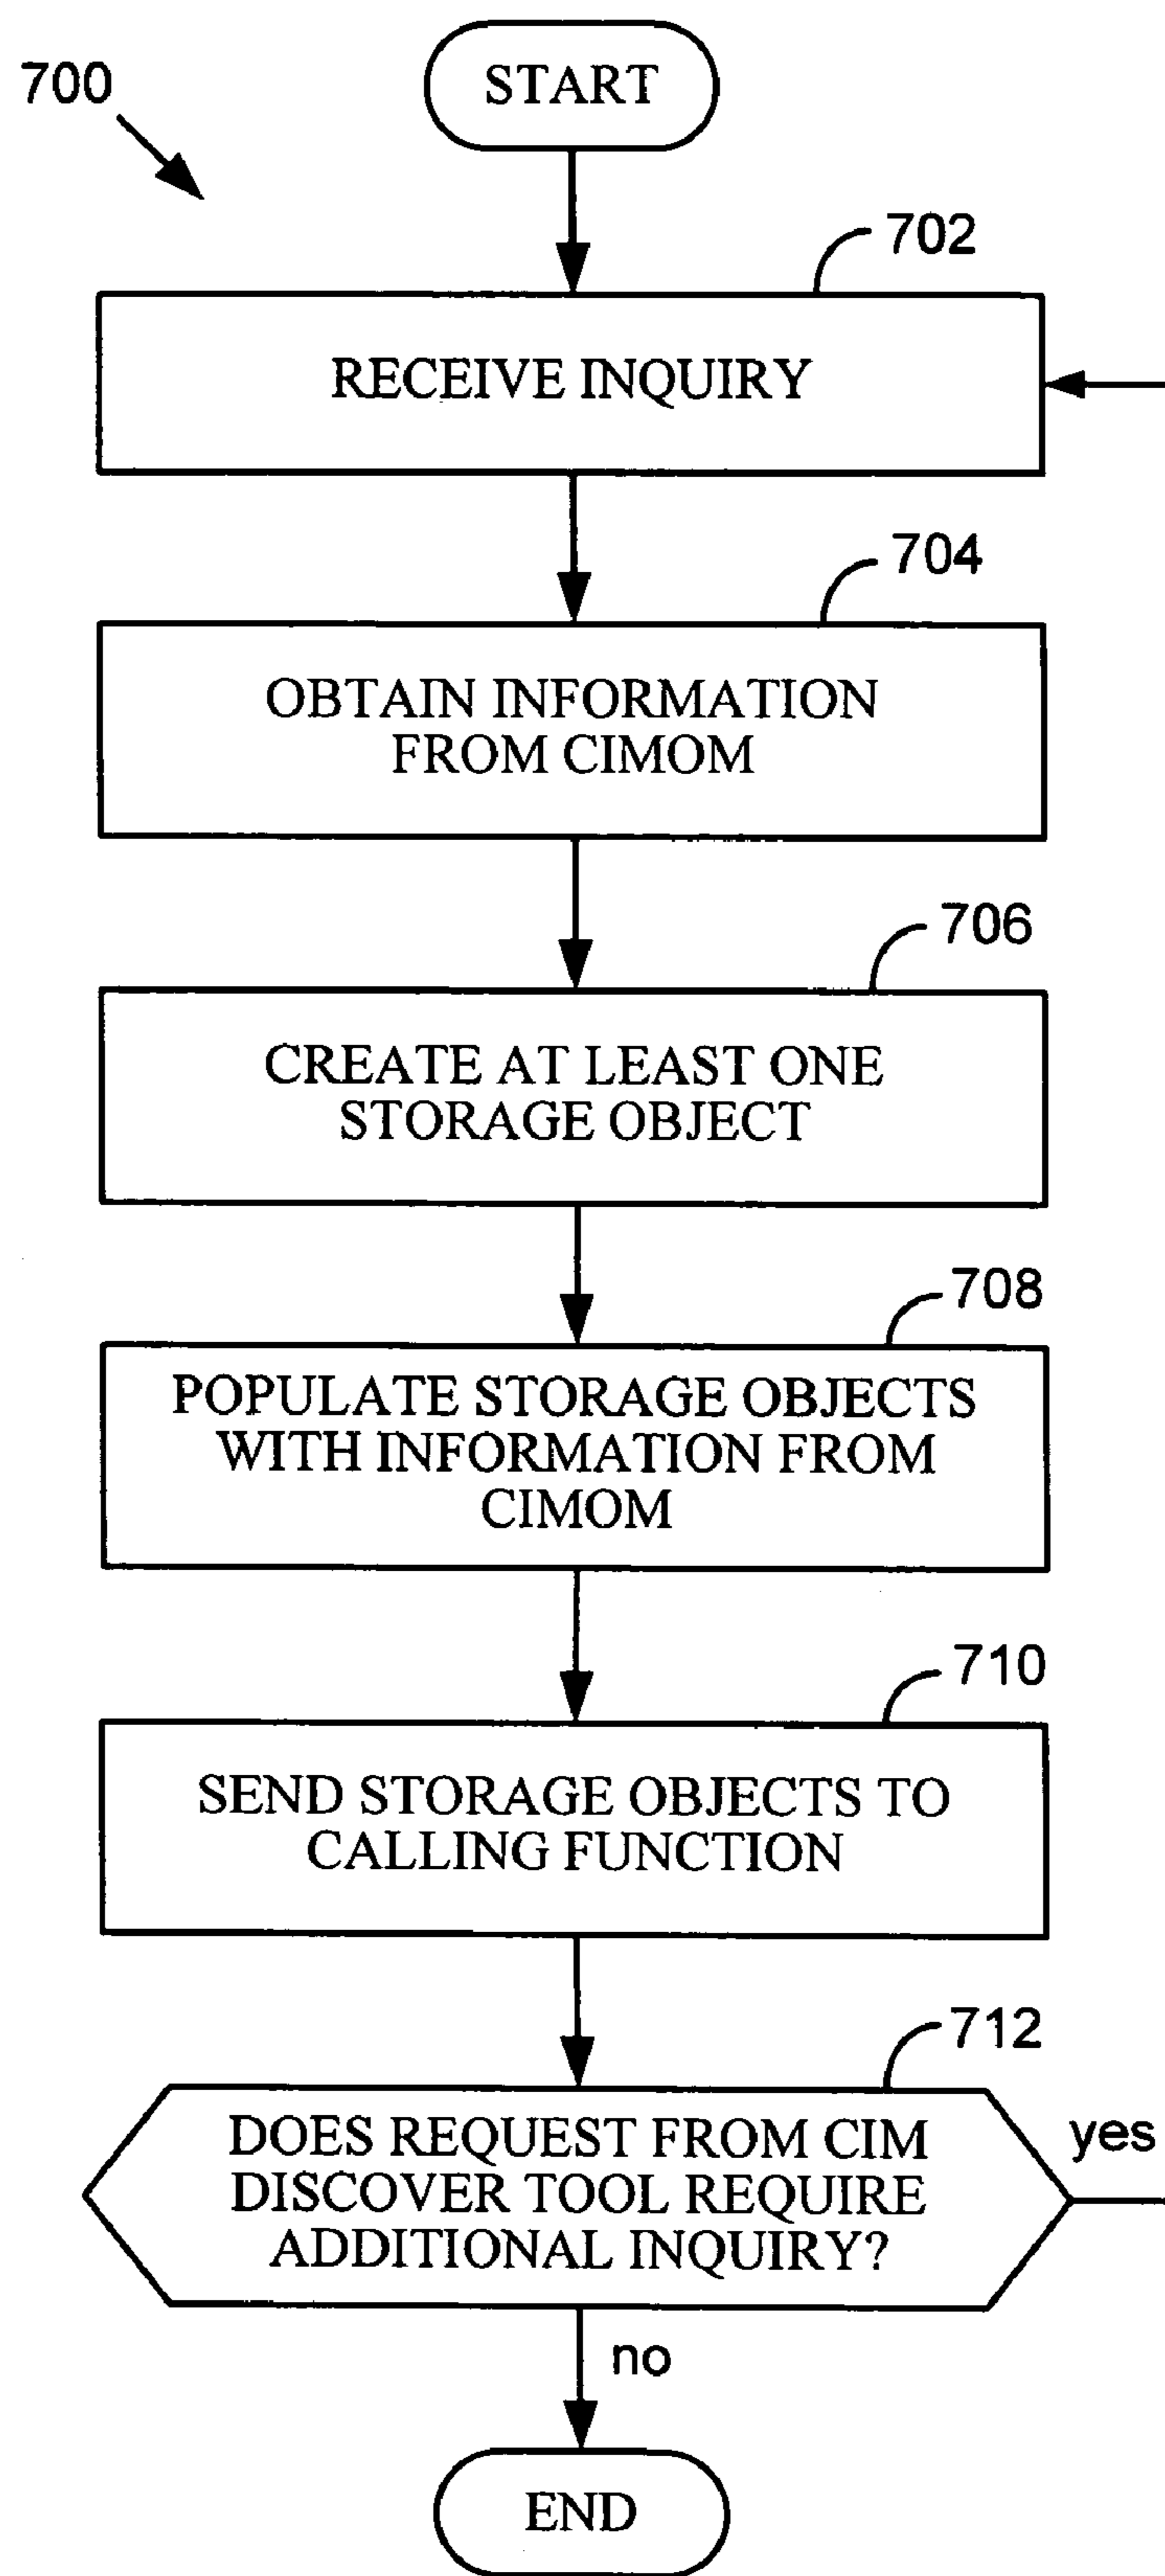 START
700
702
RECEIVE INQUIRY
704
OBTAIN INFORMATION
FROM CIMOM
706
CREATE AT LEAST ONE
STORAGE OBJECT
708
POPULATE STORAGE OBJECTS
WITH INFORMATION FROM
CIMOM
710
SEND STORAGE OBJECTS TO
CALLING FUNCTION
712
DOES REQUEST FROM CIM
DISCOVER TOOL REQUIRE
ADDITIONAL INQUIRY?
yes
no
END